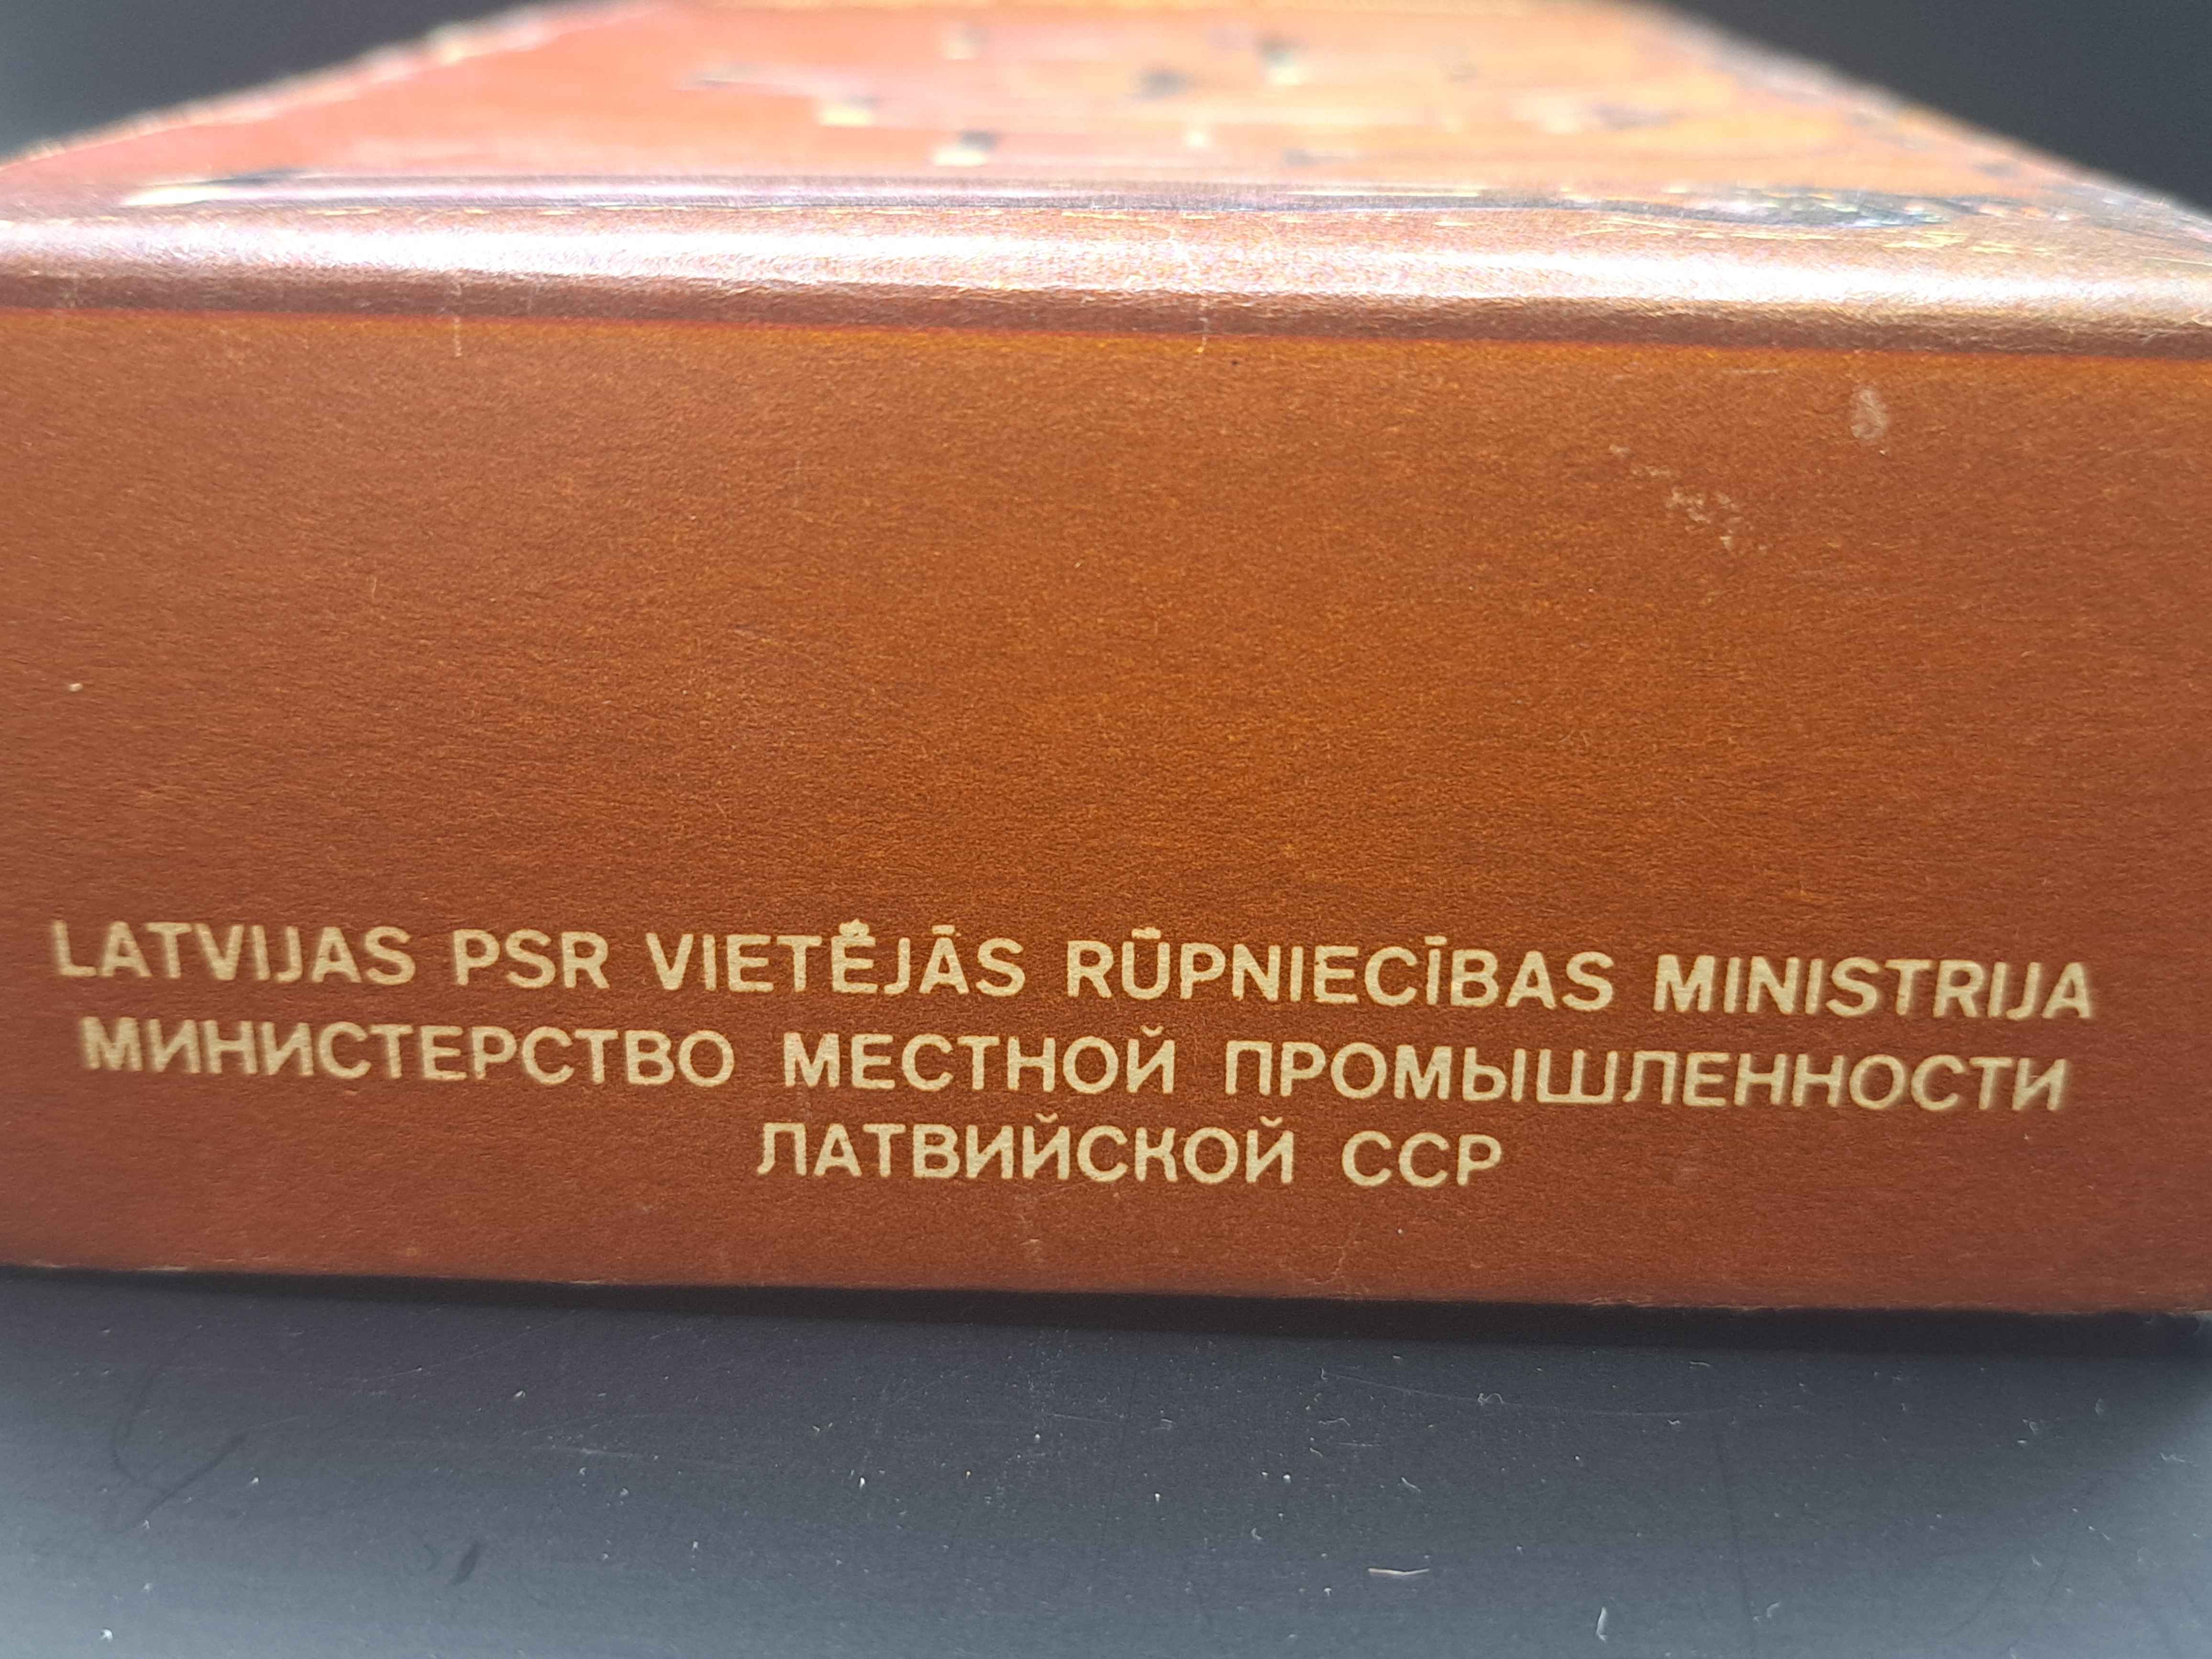 LATVIJAS PSR VIETĒJĀS RŪPNIECĪBAS MINISTRIJA
МИНИСТЕРСТВО МЕСТНОЙ ПРОМЫШЛЕННОСТИ
ЛАТВИЙСКОЙ ССР